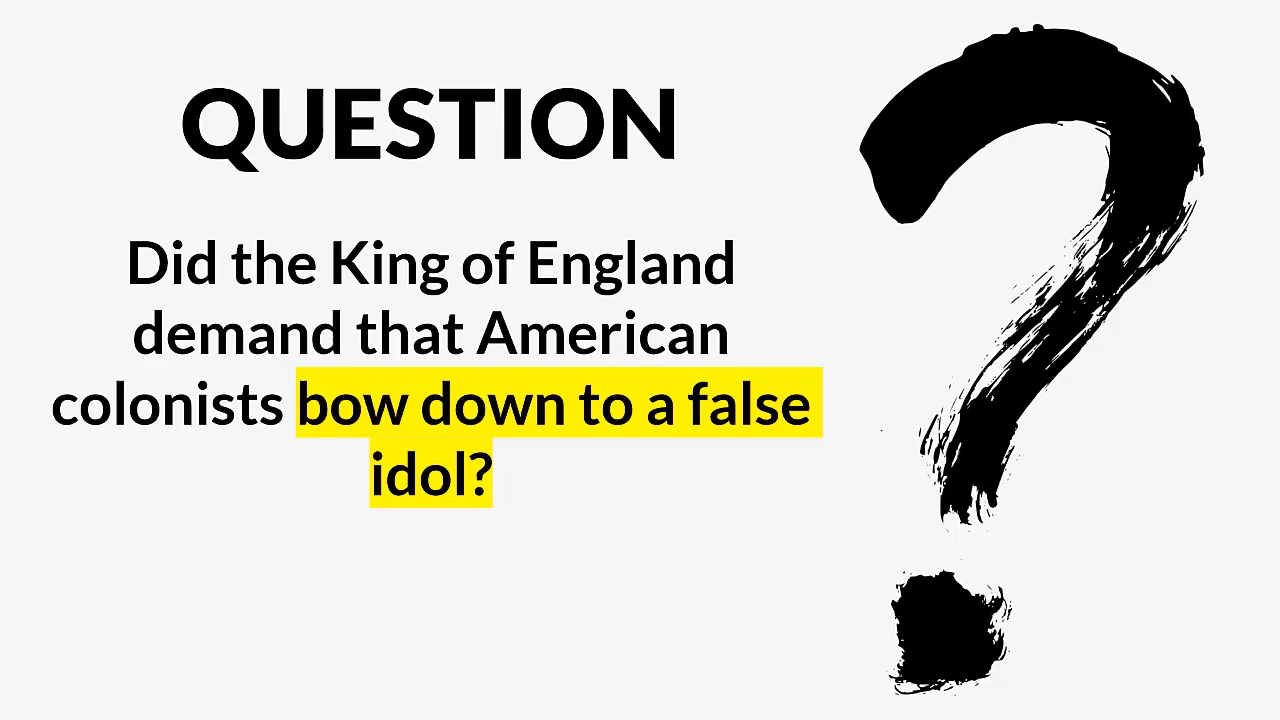 QUESTION
Did the King of England
demand that American
colonists bow down to a false
idol?